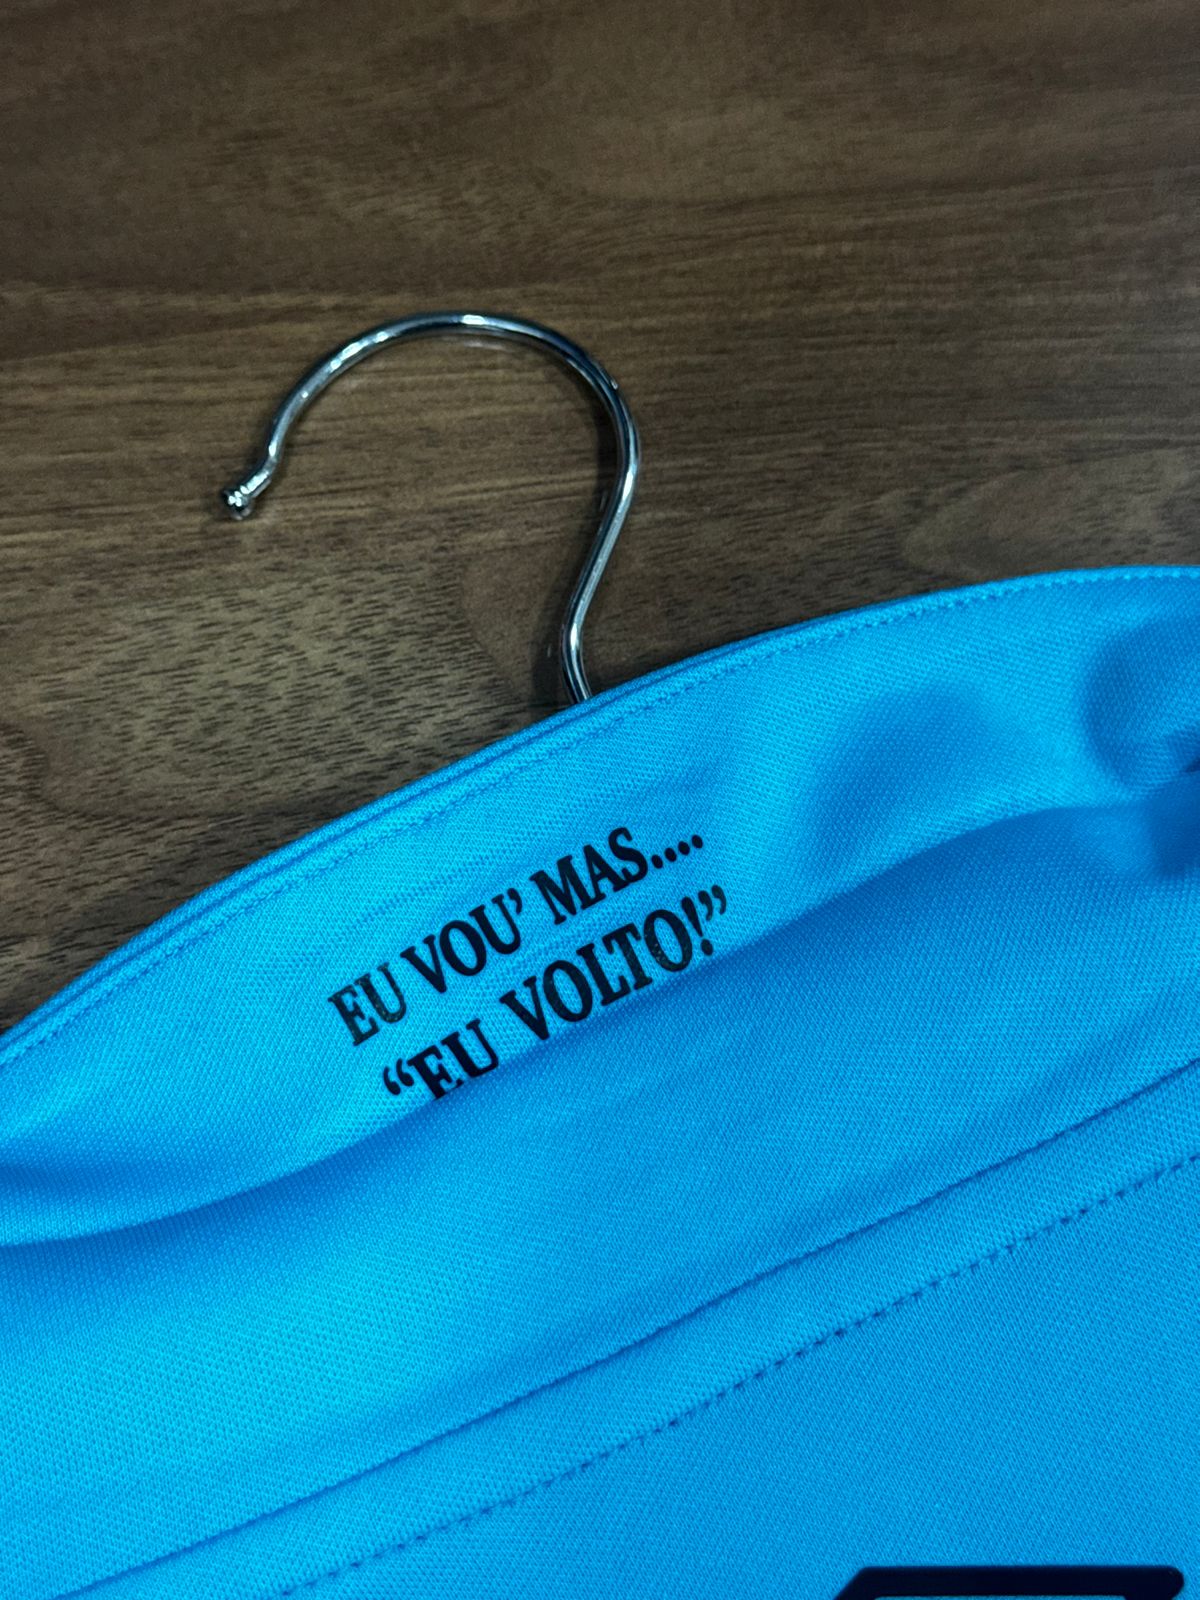 EU VOU’ MAS....
“EU VOLTO!”